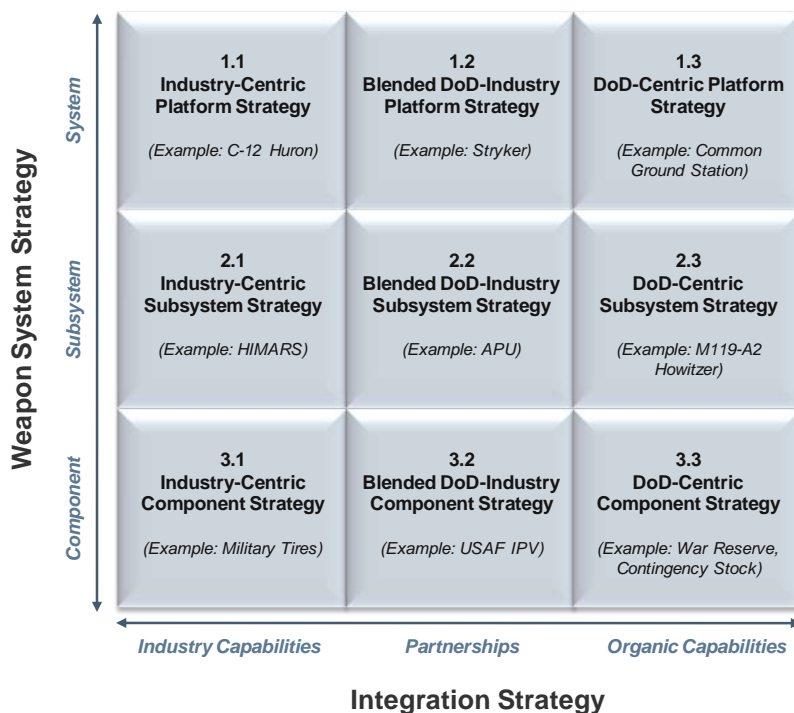 Weapon System Strategy
System
Subsystem
Component
1.1
Industry-Centric
Platform Strategy
(Example: C-12 Huron)
1.2
Blended DoD-Industry
Platform Strategy
(Example: Stryker)
1.3
DoD-Centric Platform
Strategy
(Example: Common
Ground Station)
2.1
Industry-Centric
Subsystem Strategy
(Example: HIMARS)
2.2
Blended DoD-Industry
Subsystem Strategy
(Example: APU)
2.3
DoD-Centric
Subsystem Strategy
(Example: M119-A2
Howitzer)
3.1
Industry-Centric
Component Strategy
(Example: Military Tires)
3.2
Blended DoD-Industry
Component Strategy
(Example: USAF IPV)
3.3
DoD-Centric
Component Strategy
(Example: War Reserve,
Contingency Stock)
Industry Capabilities
Partnerships
Organic Capabilities
Integration Strategy